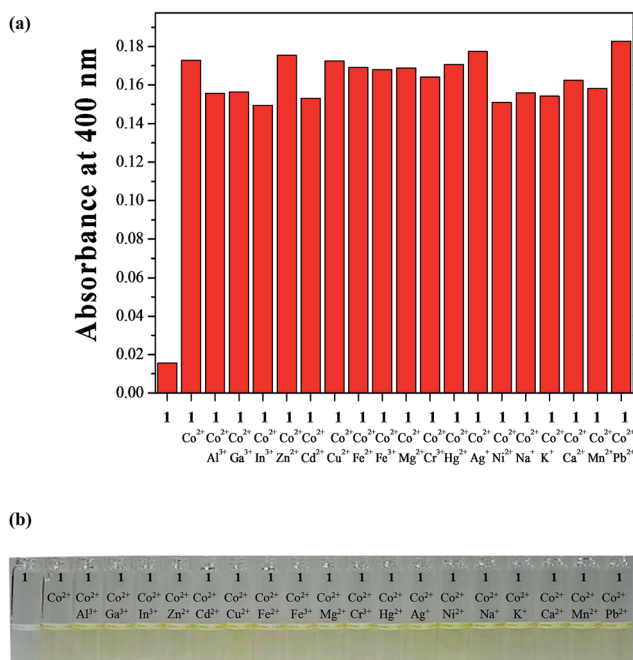 (a)
Absorbance at 400 nm
0.18
0.16
0.14
0.12
0.10
0.08
0.06
0.04
0.02
0.00
1 1 1 1 1 1 1 1 1 1 1 1 1 1 1 1 1 1 1 1
Co²⁺ Co²⁺ Co²⁺ Co²⁺ Co²⁺ Co²⁺ Co²⁺ Co²⁺ Co²⁺ Co²⁺ Co²⁺ Co²⁺ Co²⁺ Co²⁺ Co²⁺ Co²⁺ Co²⁺ Co²⁺ Co²⁺
Al³⁺ Ga³⁺ In³⁺ Zn²⁺ Cd²⁺ Cu²⁺ Fe²⁺ Fe³⁺ Mg²⁺ Cr³⁺ Hg²⁺ Ag⁺ Ni²⁺ Na⁺ K⁺ Ca²⁺ Mn²⁺ Pb²⁺
(b)
1 1 1 1 1 1 1 1 1 1 1 1 1 1 1 1 1 1 1 1
Co²⁺ Co²⁺ Co²⁺ Co²⁺ Co²⁺ Co²⁺ Co²⁺ Co²⁺ Co²⁺ Co²⁺ Co²⁺ Co²⁺ Co²⁺ Co²⁺ Co²⁺ Co²⁺ Co²⁺ Co²⁺ Co²⁺
Al³⁺ Ga³⁺ In³⁺ Zn²⁺ Cd²⁺ Cu²⁺ Fe²⁺ Fe³⁺ Mg²⁺ Cr³⁺ Hg²⁺ Ag⁺ Ni²⁺ Na⁺ K⁺ Ca²⁺ Mn²⁺ Pb²⁺